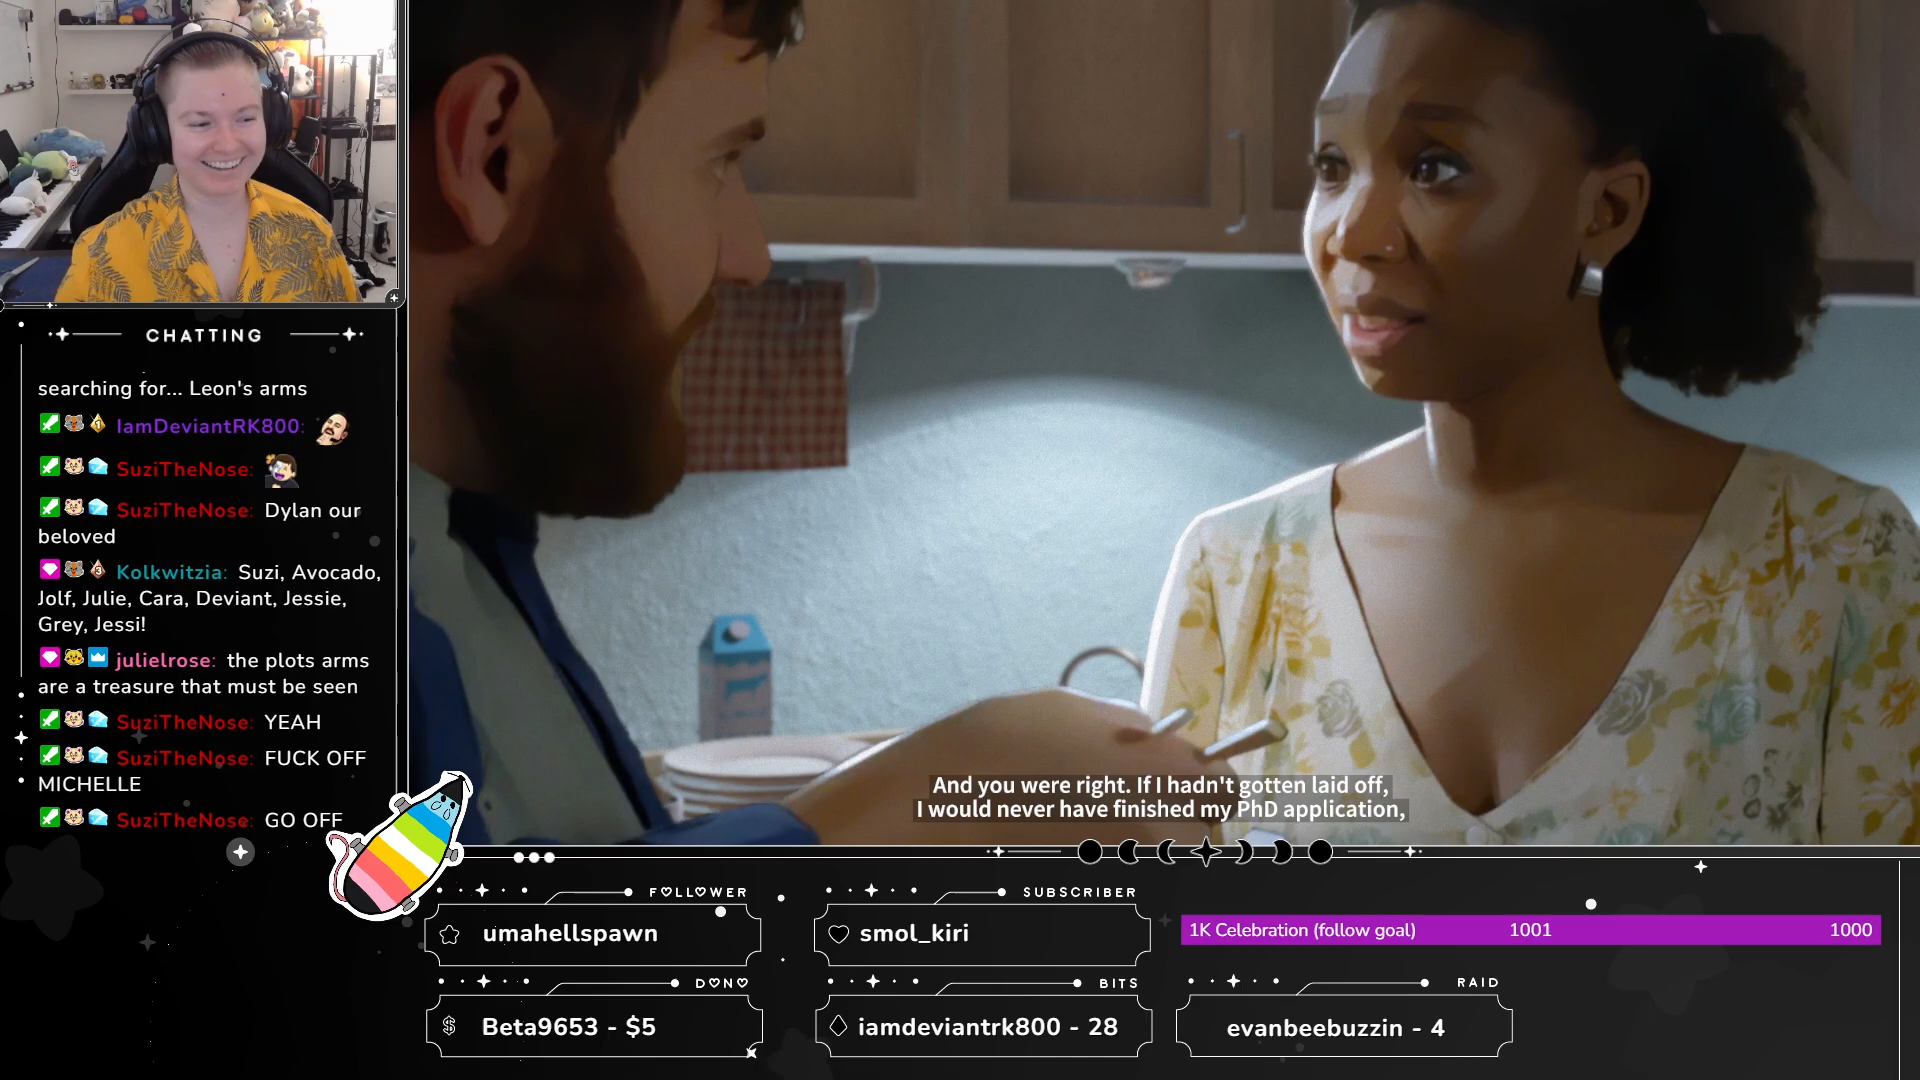 CHATTING
searching for... Leon's arms
IamDeviantRK800:
SuziTheNose:
SuziTheNose: Dylan our
beloved
Kolkwitzia: Suzi, Avocado,
Jolf, Julie, Cara, Deviant, Jessie,
Grey, Jessi!
julielrose: the plots arms
are a treasure that must be seen
SuziTheNose: YEAH
SuziTheNose: FUCK OFF
MICHELLE
SuziTheNose: GO OFF
And you were right. If I hadn't gotten laid off,
I would never have finished my PhD application,
FOLLOWER
umahellspawn
SUBSCRIBER
smol_kiri
1K Celebration (follow goal) 1001 1000
DONO
Beta9653 - $5
BITS
iamdeviantrk800 - 28
RAID
evanbeebuzzin - 4